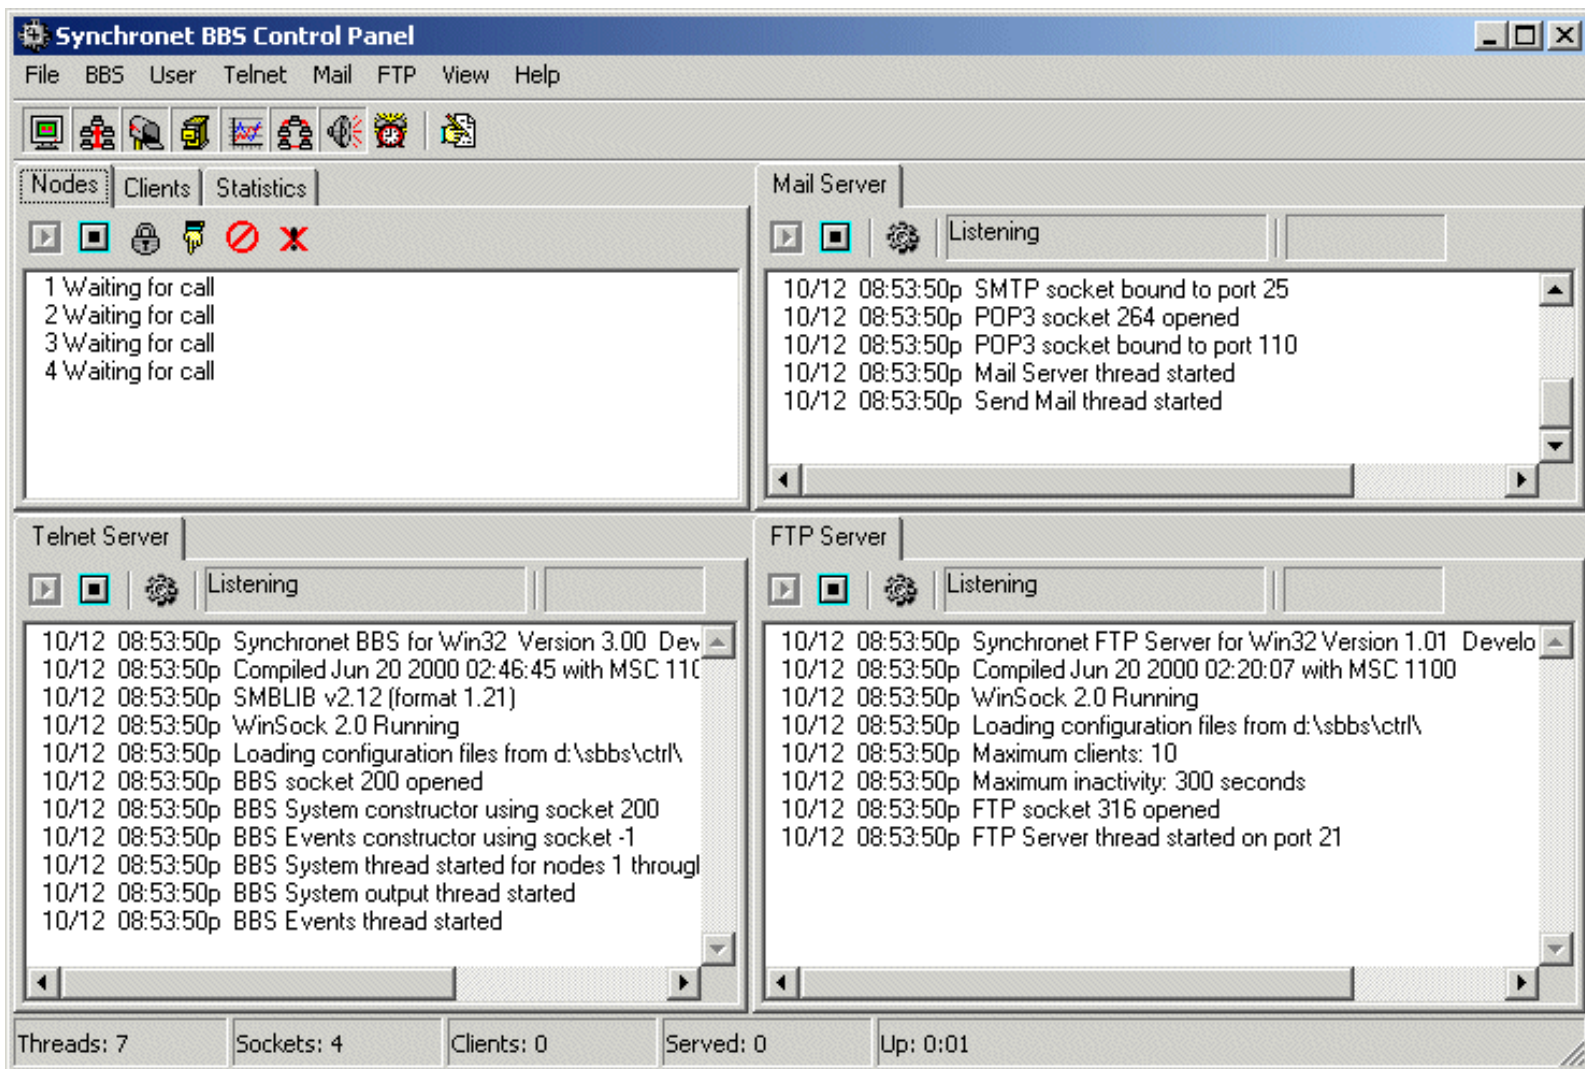 Synchronet BBS Control Panel
File BBS User Telnet Mail FTP View Help
Nodes Clients Statistics
1 Waiting for call
2 Waiting for call
3 Waiting for call
4 Waiting for call
Mail Server
Listening
10/12 08:53:50p SMTP socket bound to port 25
10/12 08:53:50p POP3 socket 264 opened
10/12 08:53:50p POP3 socket bound to port 110
10/12 08:53:50p Mail Server thread started
10/12 08:53:50p Send Mail thread started
Telnet Server
Listening
10/12 08:53:50p Synchronet BBS for Win32 Version 3.00 Dev
10/12 08:53:50p Compiled Jun 20 2000 02:46:45 with MSC 110
10/12 08:53:50p SMBLIB v2.12 (format 1.21)
10/12 08:53:50p WinSock 2.0 Running
10/12 08:53:50p Loading configuration files from d:\sbbs\ctrl\
10/12 08:53:50p BBS socket 200 opened
10/12 08:53:50p BBS System constructor using socket 200
10/12 08:53:50p BBS Events constructor using socket -1
10/12 08:53:50p BBS System thread started for nodes 1 through
10/12 08:53:50p BBS System output thread started
10/12 08:53:50p BBS Events thread started
FTP Server
Listening
10/12 08:53:50p Synchronet FTP Server for Win32 Version 1.01 Develo
10/12 08:53:50p Compiled Jun 20 2000 02:20:07 with MSC 1100
10/12 08:53:50p WinSock 2.0 Running
10/12 08:53:50p Loading configuration files from d:\sbbs\ctrl\
10/12 08:53:50p Maximum clients: 10
10/12 08:53:50p Maximum inactivity: 300 seconds
10/12 08:53:50p FTP socket 316 opened
10/12 08:53:50p FTP Server thread started on port 21
Threads: 7 Sockets: 4 Clients: 0 Served: 0 Up: 0:01